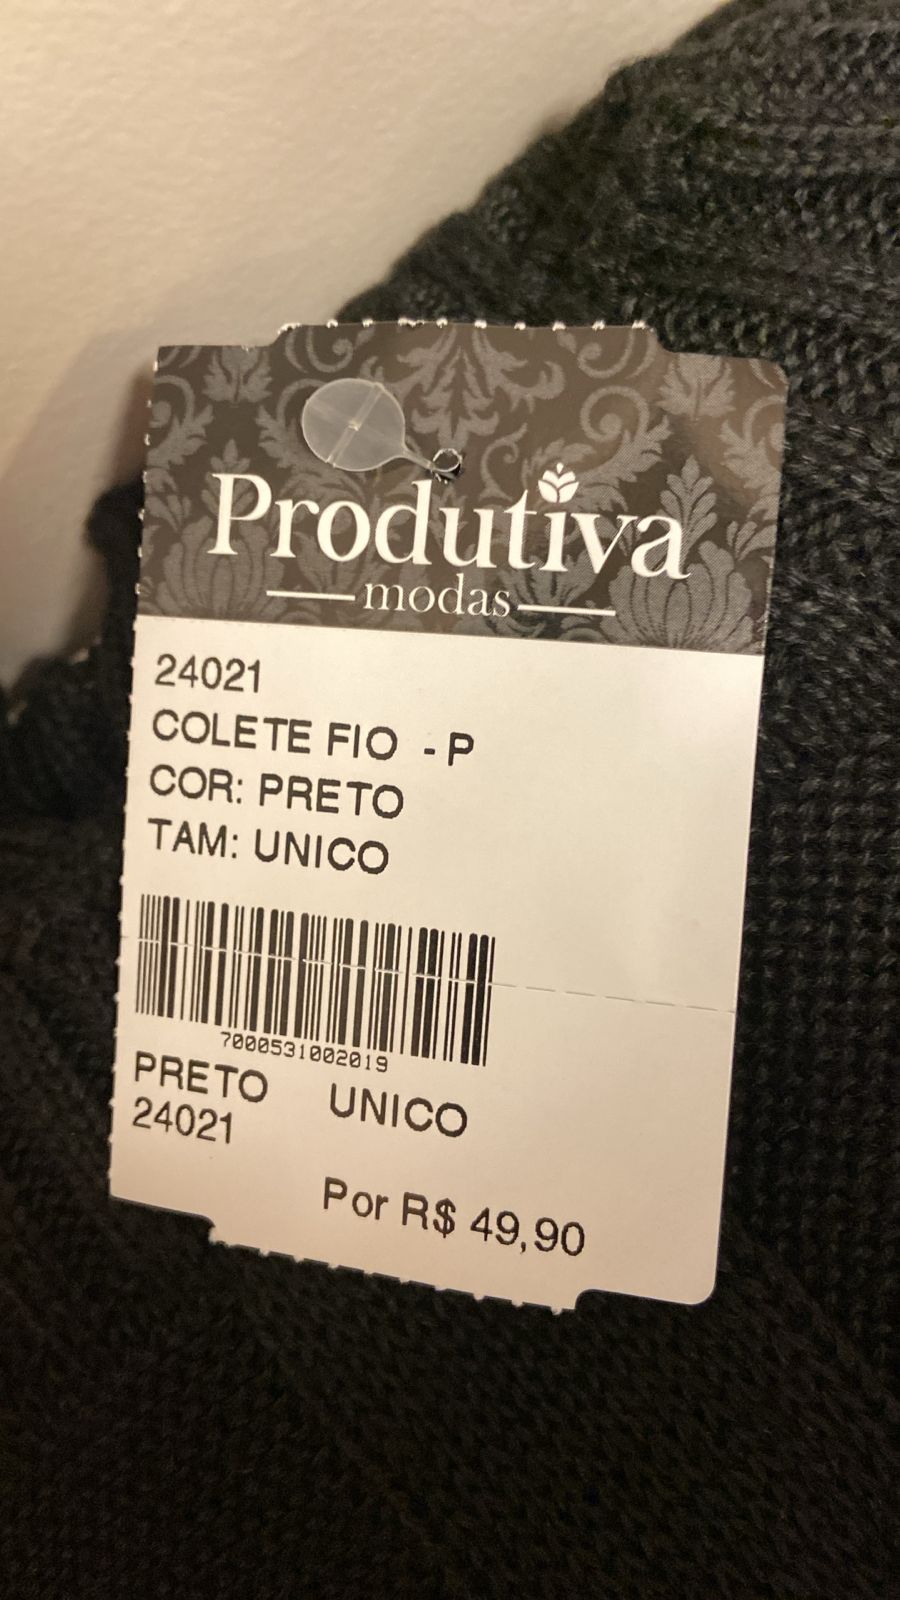 Produtiva
modas
24021
COLETE FIO - P
COR: PRETO
TAM: UNICO
7000531002019
PRETO UNICO
24021
Por R$ 49,90